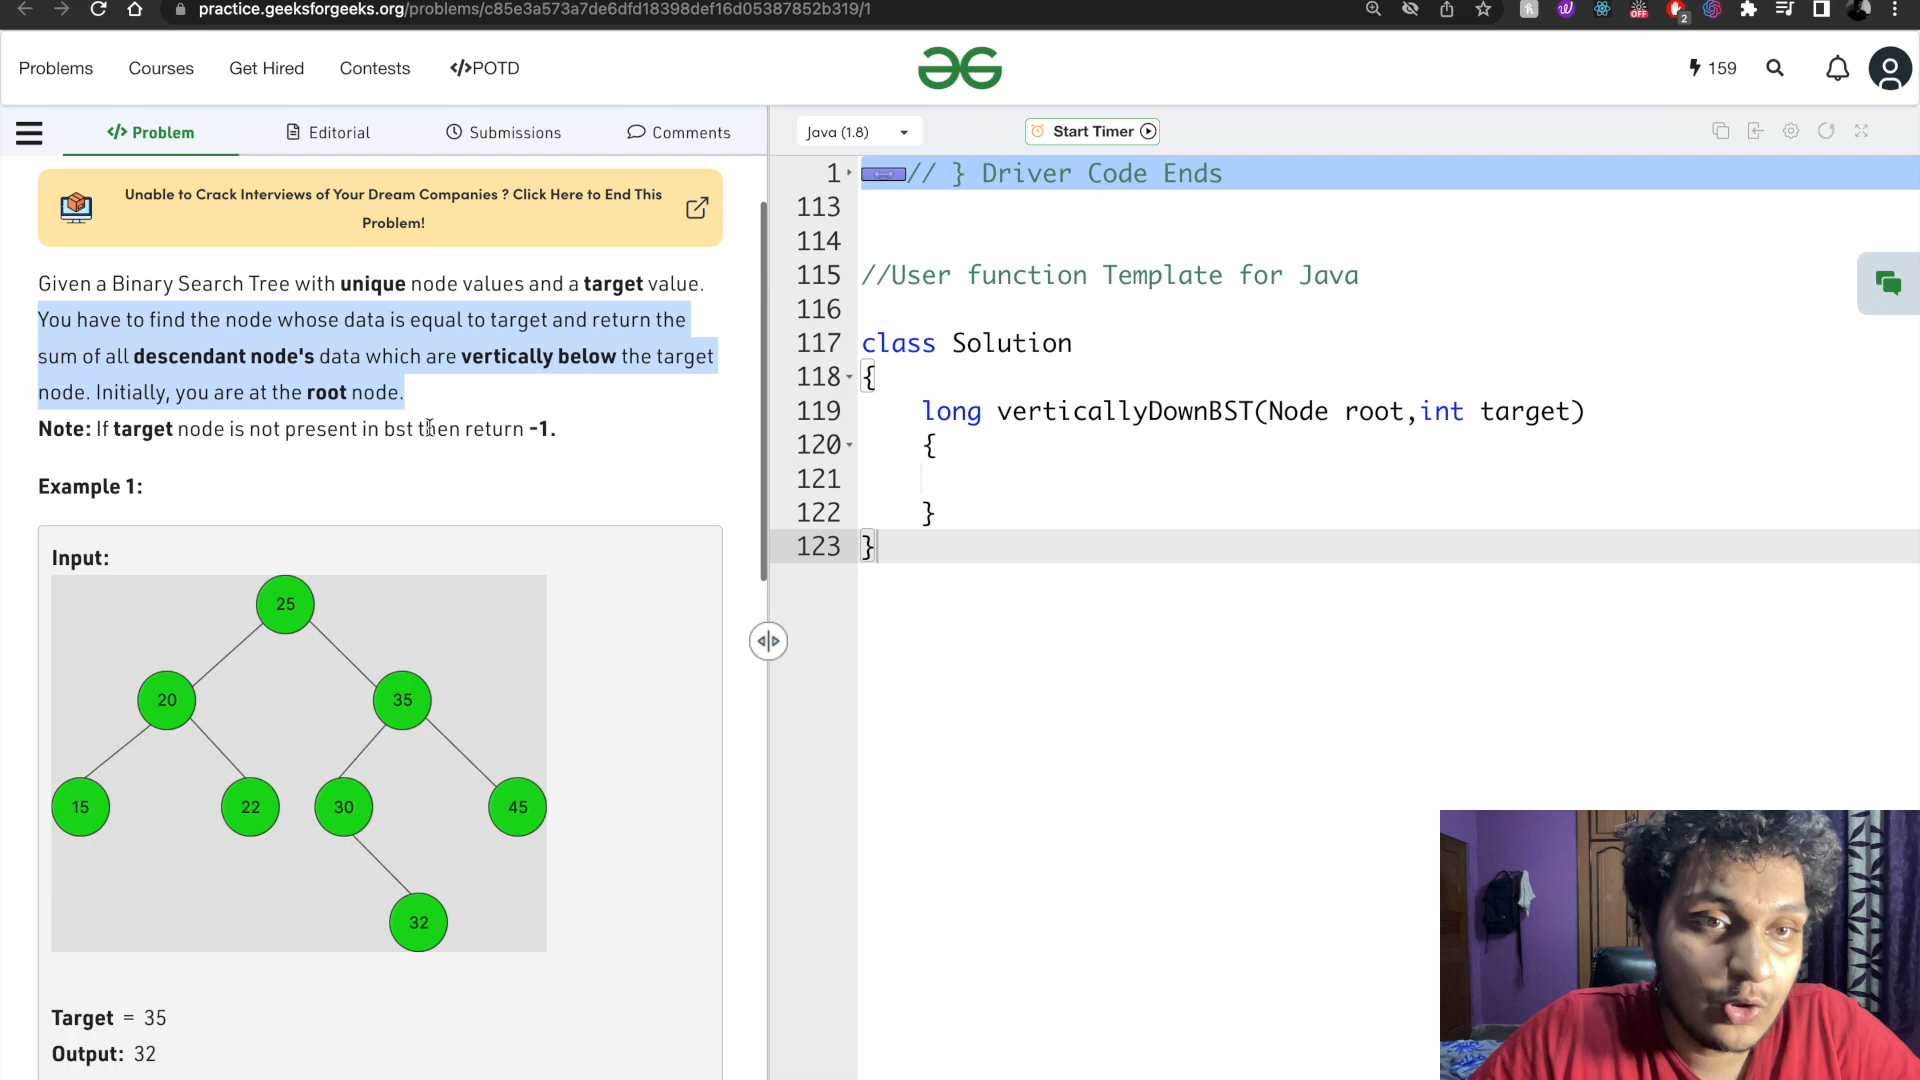 practice.geeksforgeeks.org/problems/c85e3a573a7de6dfd18398def16d05387852b319/1
OFF
2
Problems
Courses
Get Hired
Contests
</>POTD
159
</> Problem
Editorial
Submissions
Comments
Java (1.8)
Start Timer
Unable to Crack Interviews of Your Dream Companies ? Click Here to End This
Problem!
Given a Binary Search Tree with unique node values and a target value.
You have to find the node whose data is equal to target and return the
sum of all descendant node's data which are vertically below the target
node. Initially, you are at the root node.
Note: If target node is not present in bst then return -1.
Example 1:
Input:
25
20
35
15
22
30
45
32
Target = 35
Output: 32
1 // } Driver Code Ends
113
114
115 //User function Template for Java
116
117 class Solution
118 {
119 long verticallyDownBST(Node root,int target)
120 {
121
122 }
123 }